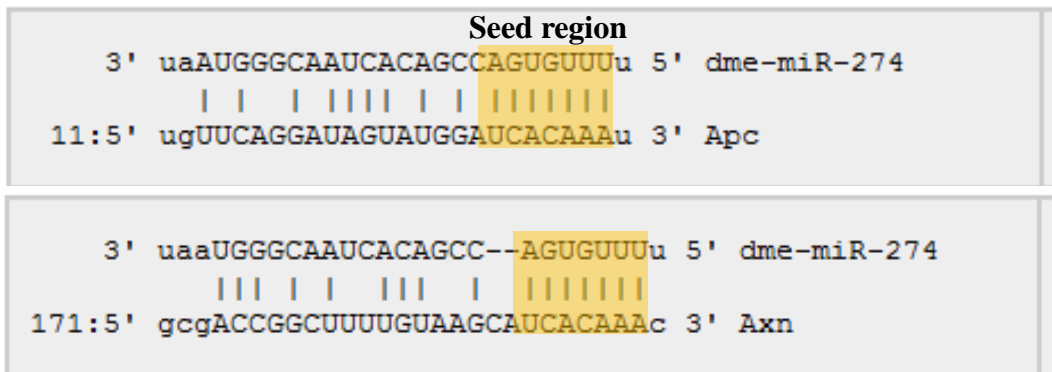 Seed region
3' uaAUGGGCAAUCACAGCCAGUGUUUu 5' dme-miR-274
| | | |||| | | |||||||
11:5' ugUUCAGGAUAGUAUGGAUCACAAAu 3' Apc
3' uaaUGGGCAAUCACAGCC--AGUGUUUu 5' dme-miR-274
||| | | ||| | |||||||
171:5' gcgACCGGCUUUUGUAAGCAUCACAAAc 3' Axn